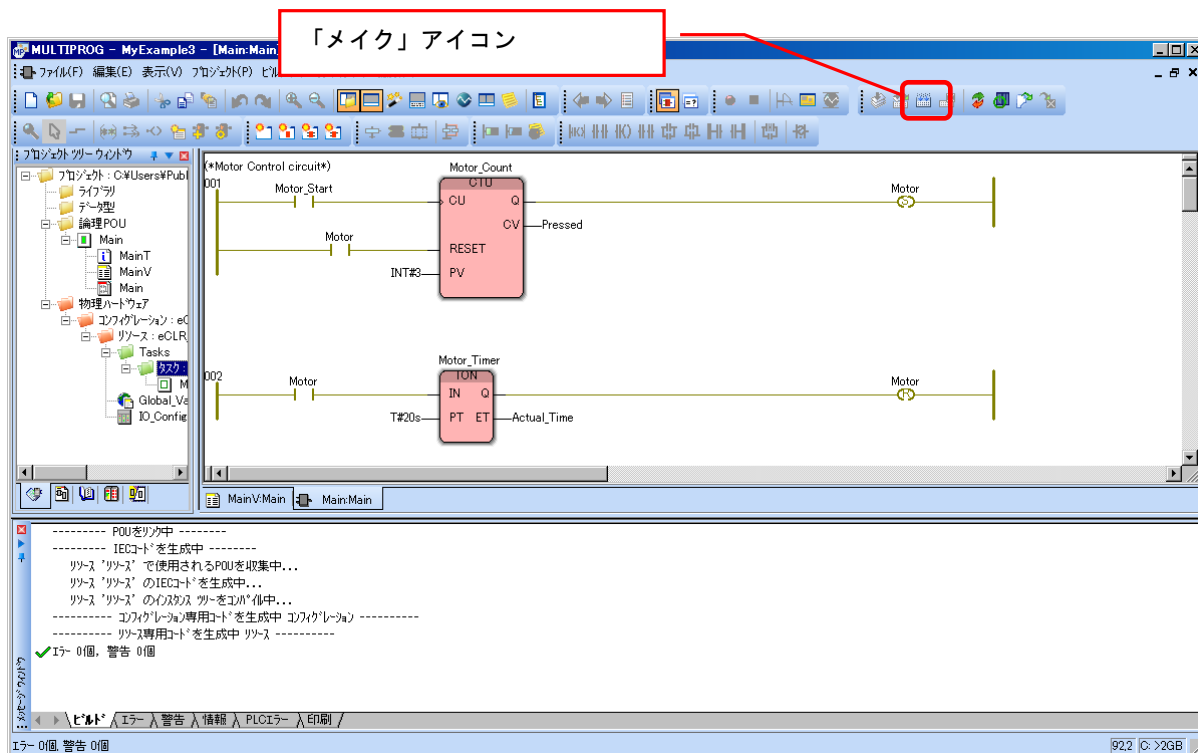 「メイク」アイコン
MULTIPROG - MyExample3 - [Main:Main
ファイル(F) 編集(E) 表示(V) プロジェクト(P)
プロジェクト ツリー ウィンドウ
プロジェクト : C:¥Users¥Publ
ライブラリ
データ型
論理POU
Main
MainT
MainV
Main
物理ハードウェア
コンフィグレーション : eC
リソース : eCLR
Tasks
タスク :
M
Global_Va
IO_Config
(*Motor Control circuit*)
001
Motor_Start
Motor_Count
CTU
CU Q
Motor
S
CV
Pressed
Motor
RESET
INT#3
PV
002
Motor
Motor_Timer
TON
IN Q
Motor
R
T#20s
PT ET
Actual_Time
MainV:Main
Main:Main
--------- POUをリンク中 --------
--------- IECコードを生成中 --------
リソース 'リソース' で使用されるPOUを収集中...
リソース 'リソース' のIECコードを生成中...
リソース 'リソース' のインスタンス ツリーをコンパイル中...
---------- コンフィグレーション専用コードを生成中 コンフィグレーション ----------
---------- リソース専用コードを生成中 リソース ----------
エラー 0個, 警告 0個
メッセージ ウィンドウ
ビルド
エラー
警告
情報
PLCエラー
印刷
エラー 0個, 警告 0個
92,2
C: >2GB